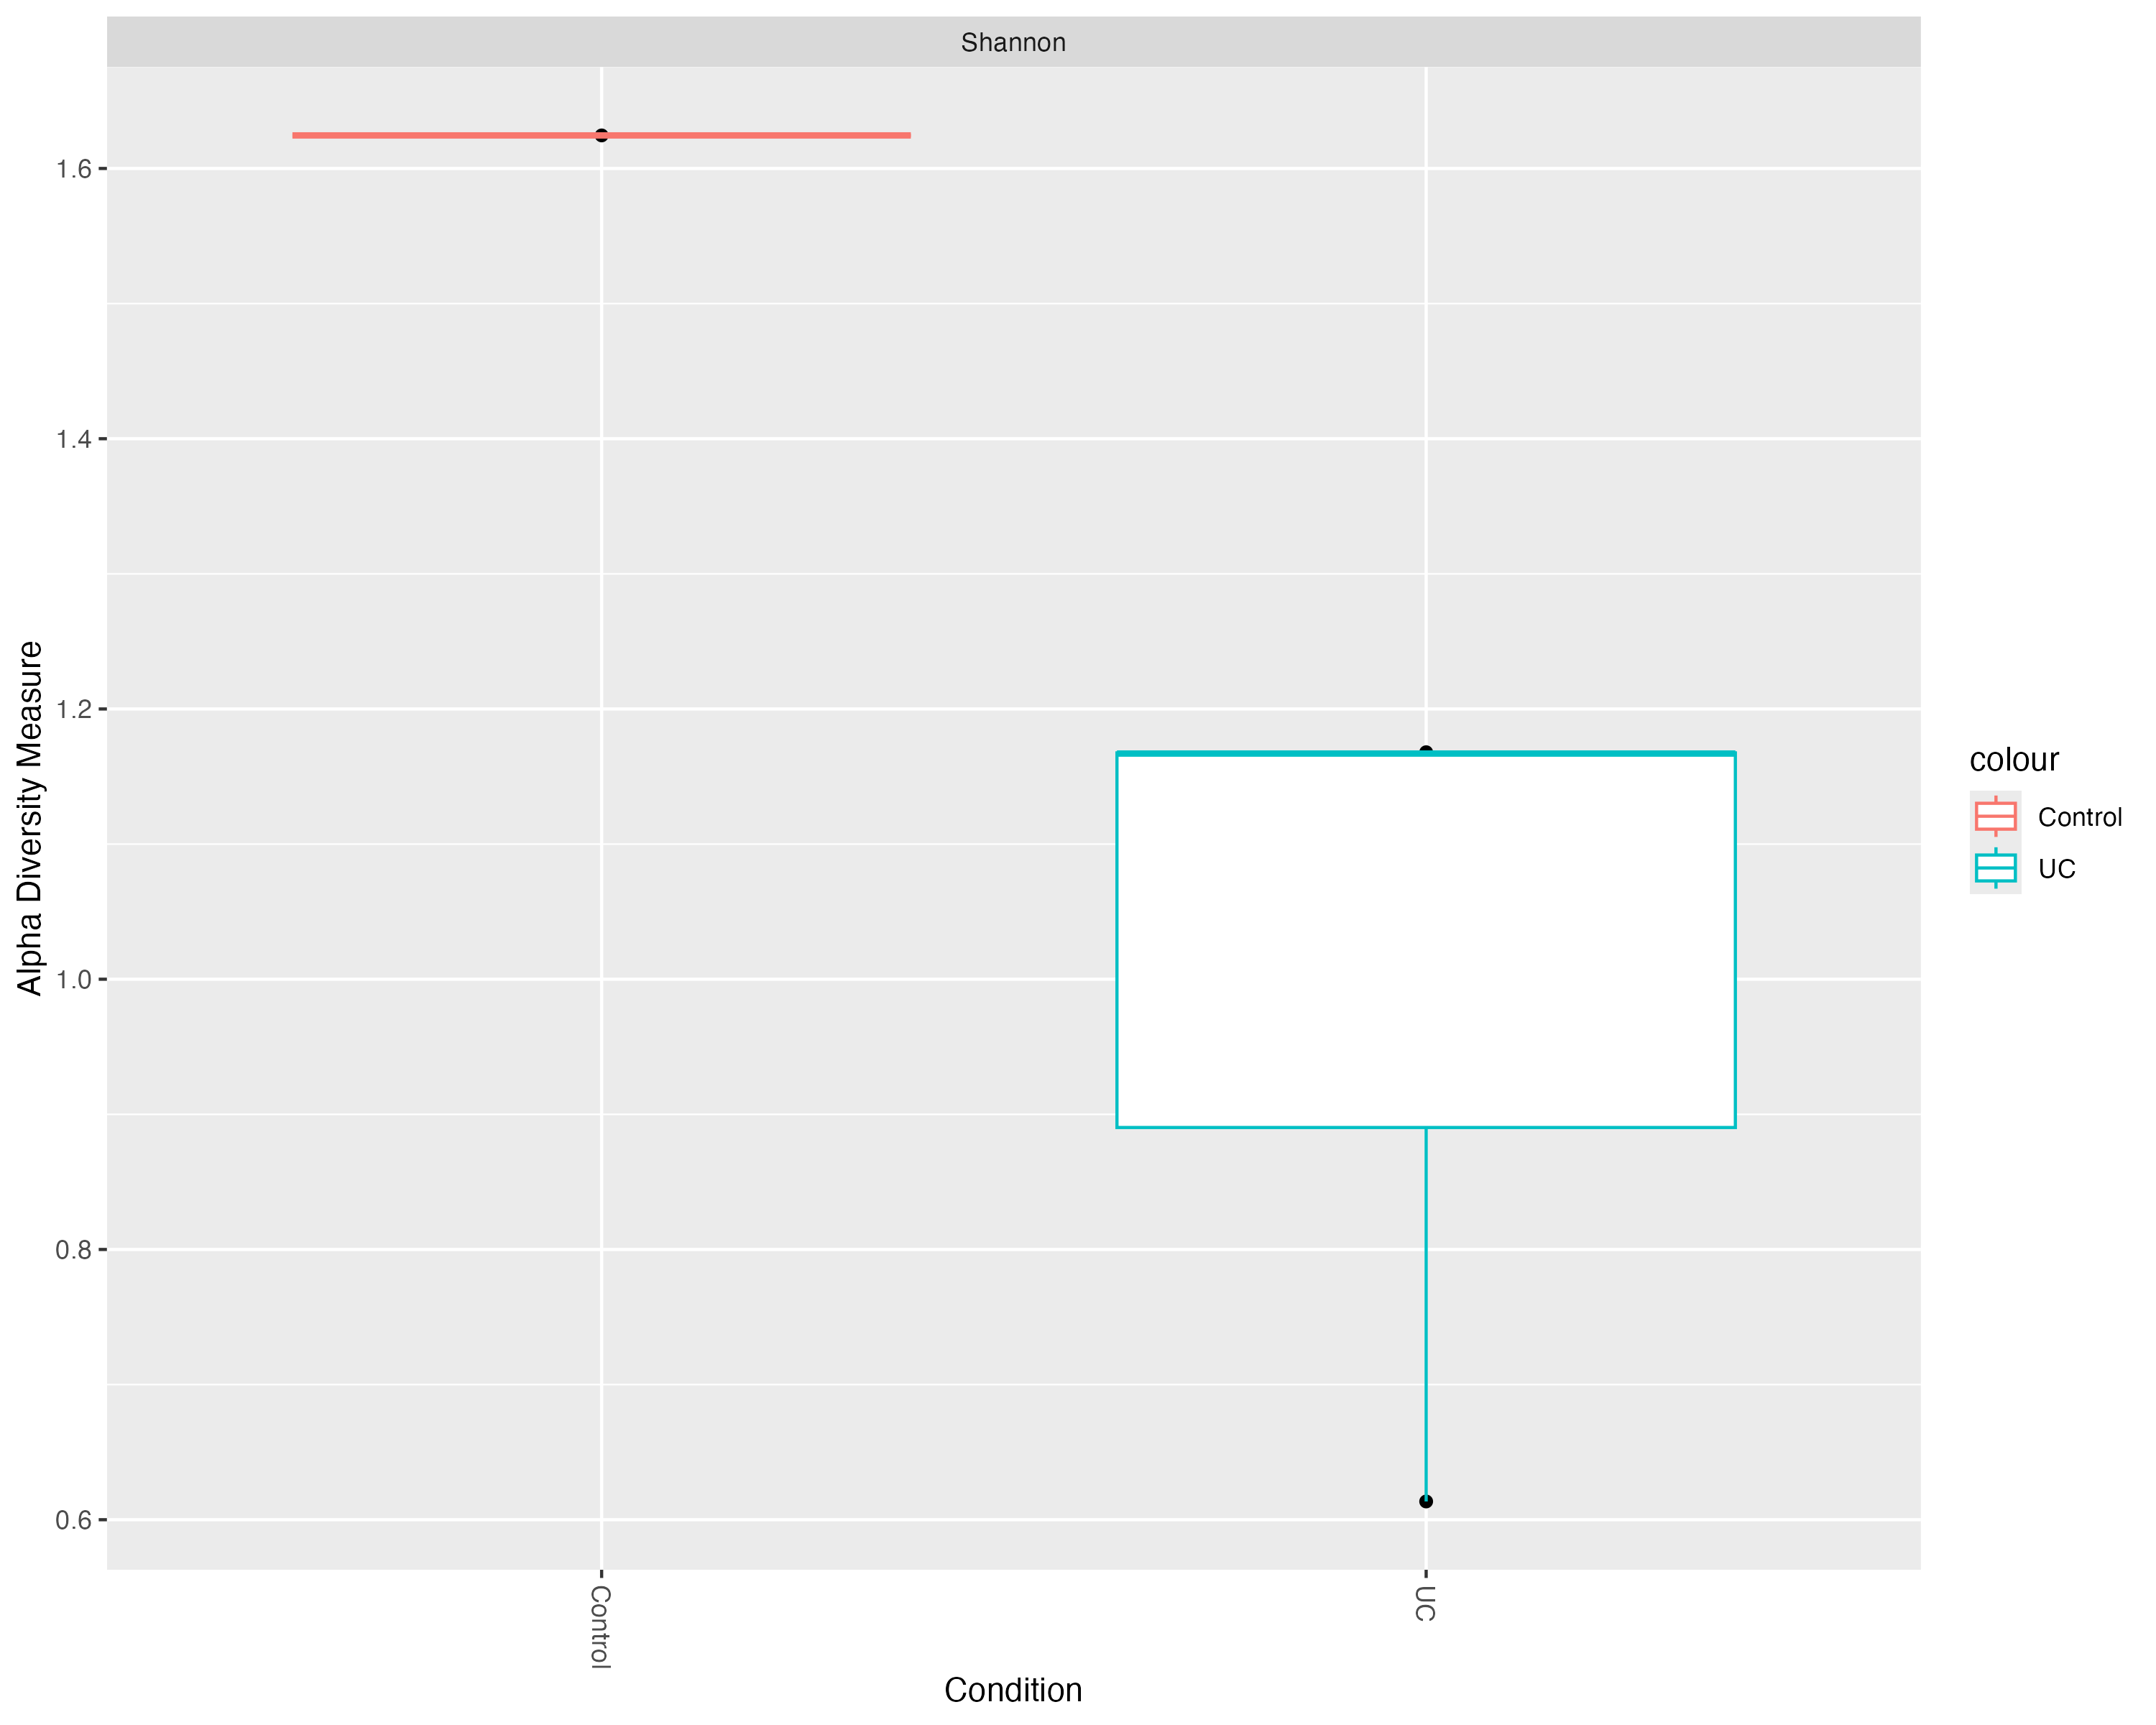 Shannon
1.6
1.4
1.2
1.0
0.8
0.6
Alpha Diversity Measure
Control
UC
Condition
colour
Control
UC